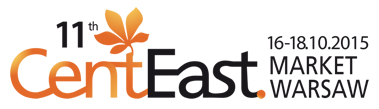 11th
CentEast.
16-18.10.2015
MARKET
WARSAW